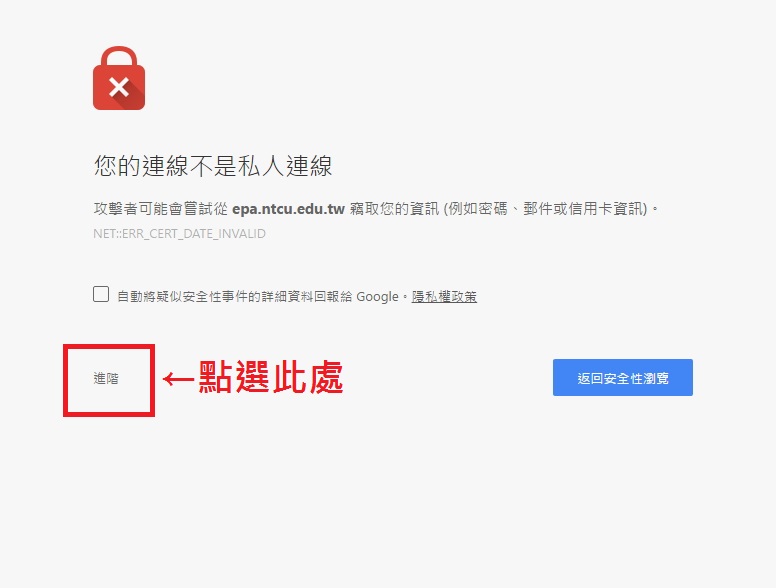 您的連線不是私人連線
攻擊者可能會嘗試從 epa.ntcu.edu.tw 竊取您的資訊 (例如密碼、郵件或信用卡資訊)。
NET::ERR_CERT_DATE_INVALID
自動將疑似安全性事件的詳細資料回報給 Google。隱私權政策
進階 ←點選此處 返回安全性瀏覽